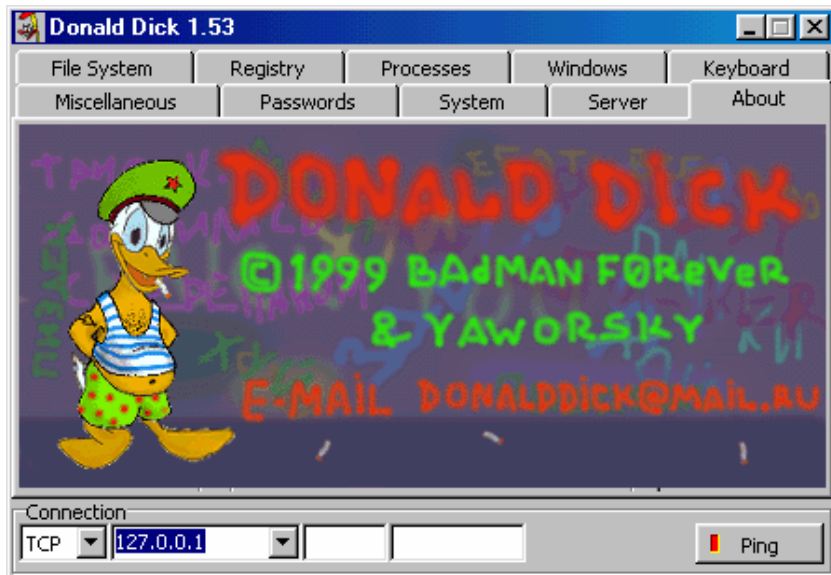 Donald Dick 1.53
File System Registry Processes Windows Keyboard
Miscellaneous Passwords System Server About
DONALD DiCK
©1999 BAdMAN FØReVeR
& YAWORSKY
E-MAiL DONALDDiCK@MAiL.RU
Connection
TCP 127.0.0.1 Ping